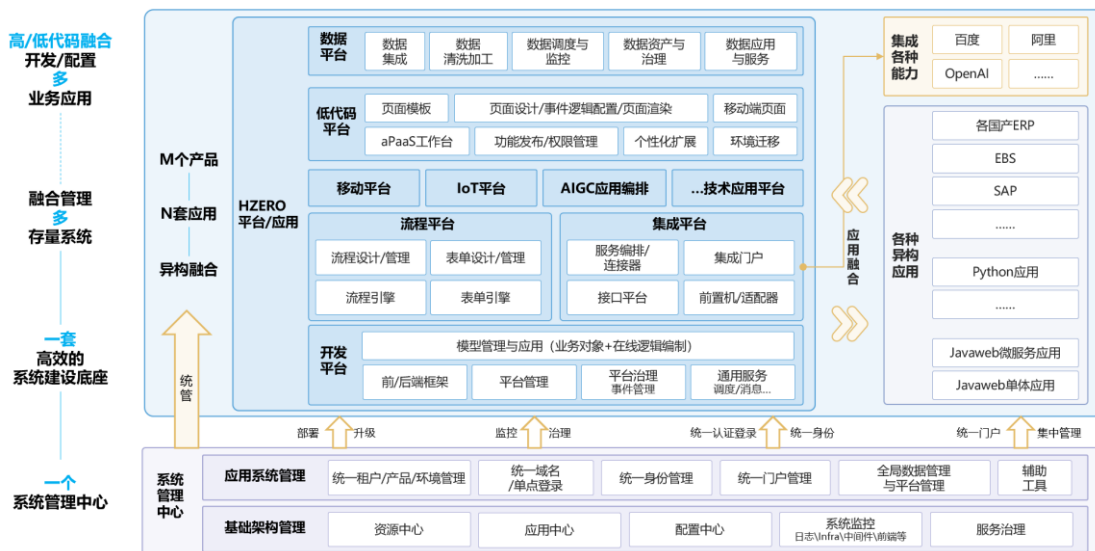 高/低代码融合
开发/配置
多
业务应用
融合管理
多
存量系统
一套
高效的
系统建设底座
一个
系统管理中心
M个产品
N套应用
异构融合
统管
HZERO
平台/应用
数据
平台
数据
集成
数据
清洗加工
数据调度与
监控
数据资产与
治理
数据应用
与服务
低代码
平台
页面模板
页面设计/事件逻辑配置/页面渲染
移动端页面
aPaaS工作台
功能发布/权限管理
个性化扩展
环境迁移
移动平台
IoT平台
AIGC应用编排
...技术应用平台
流程平台
流程设计/管理
表单设计/管理
流程引擎
表单引擎
集成平台
服务编排/
连接器
集成门户
接口平台
前置机/适配器
开发
平台
模型管理与应用（业务对象+在线逻辑编制）
前/后端框架
平台管理
平台治理
事件管理
通用服务
调度/消息...
应用融合
集成
各种
能力
百度
阿里
OpenAI
......
各种
异构
应用
各国产ERP
EBS
SAP
......
Python应用
......
Javaweb微服务应用
Javaweb单体应用
部署
升级
监控
治理
统一认证登录
统一身份
统一门户
集中管理
系统
管理
中心
应用系统管理
统一租户/产品/环境管理
统一域名
/单点登录
统一身份管理
统一门户管理
全局数据管理
与平台管理
辅助
工具
基础架构管理
资源中心
应用中心
配置中心
系统监控
日志\Infra\中间件\前端等
服务治理